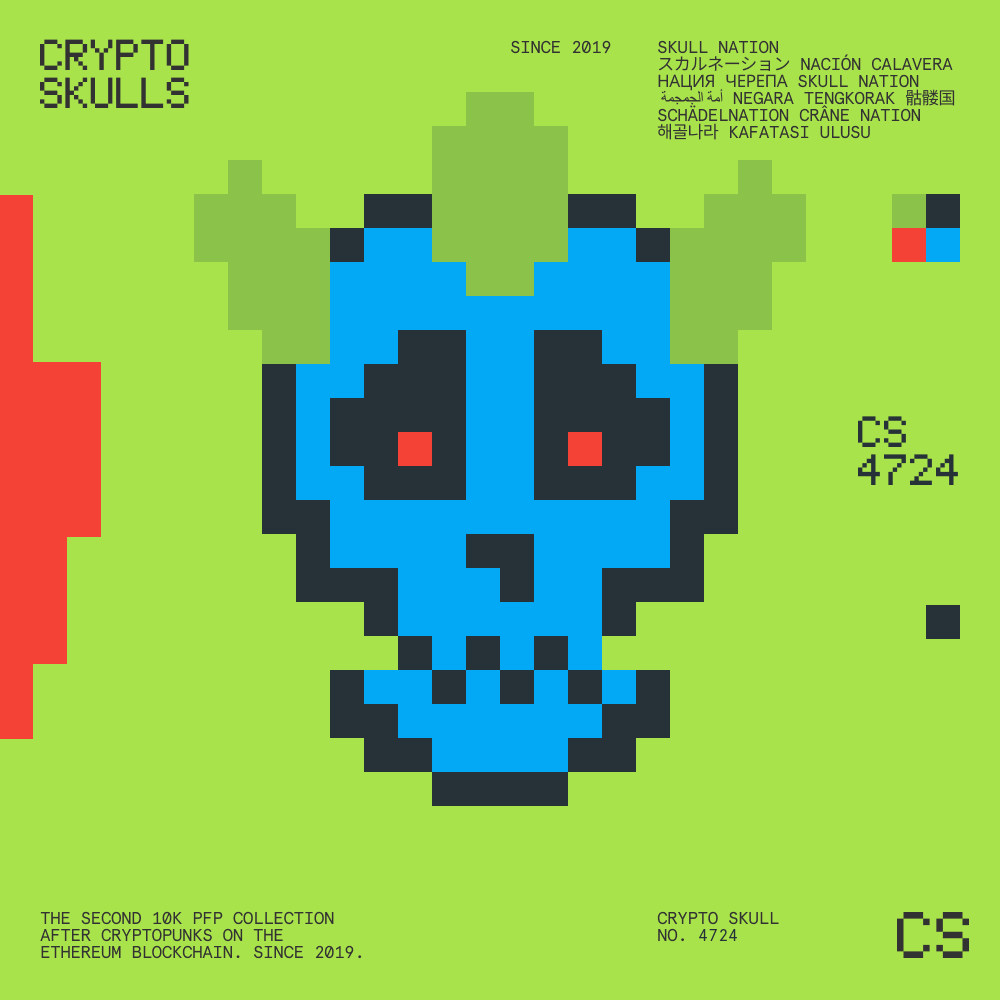 CRYPTO
SKULLS
SINCE 2019
SKULL NATION
スカルネーション NACIÓN CALAVERA
НАЦИЯ ЧЕРЕПА SKULL NATION
أمة الجمجمة NEGARA TENGKORAK 骷髅国
SCHÄDELNATION CRÂNE NATION
해골나라 KAFATASI ULUSU
CS
4724
THE SECOND 10K PFP COLLECTION
AFTER CRYPTOPUNKS ON THE
ETHEREUM BLOCKCHAIN. SINCE 2019.
CRYPTO SKULL
NO. 4724
CS